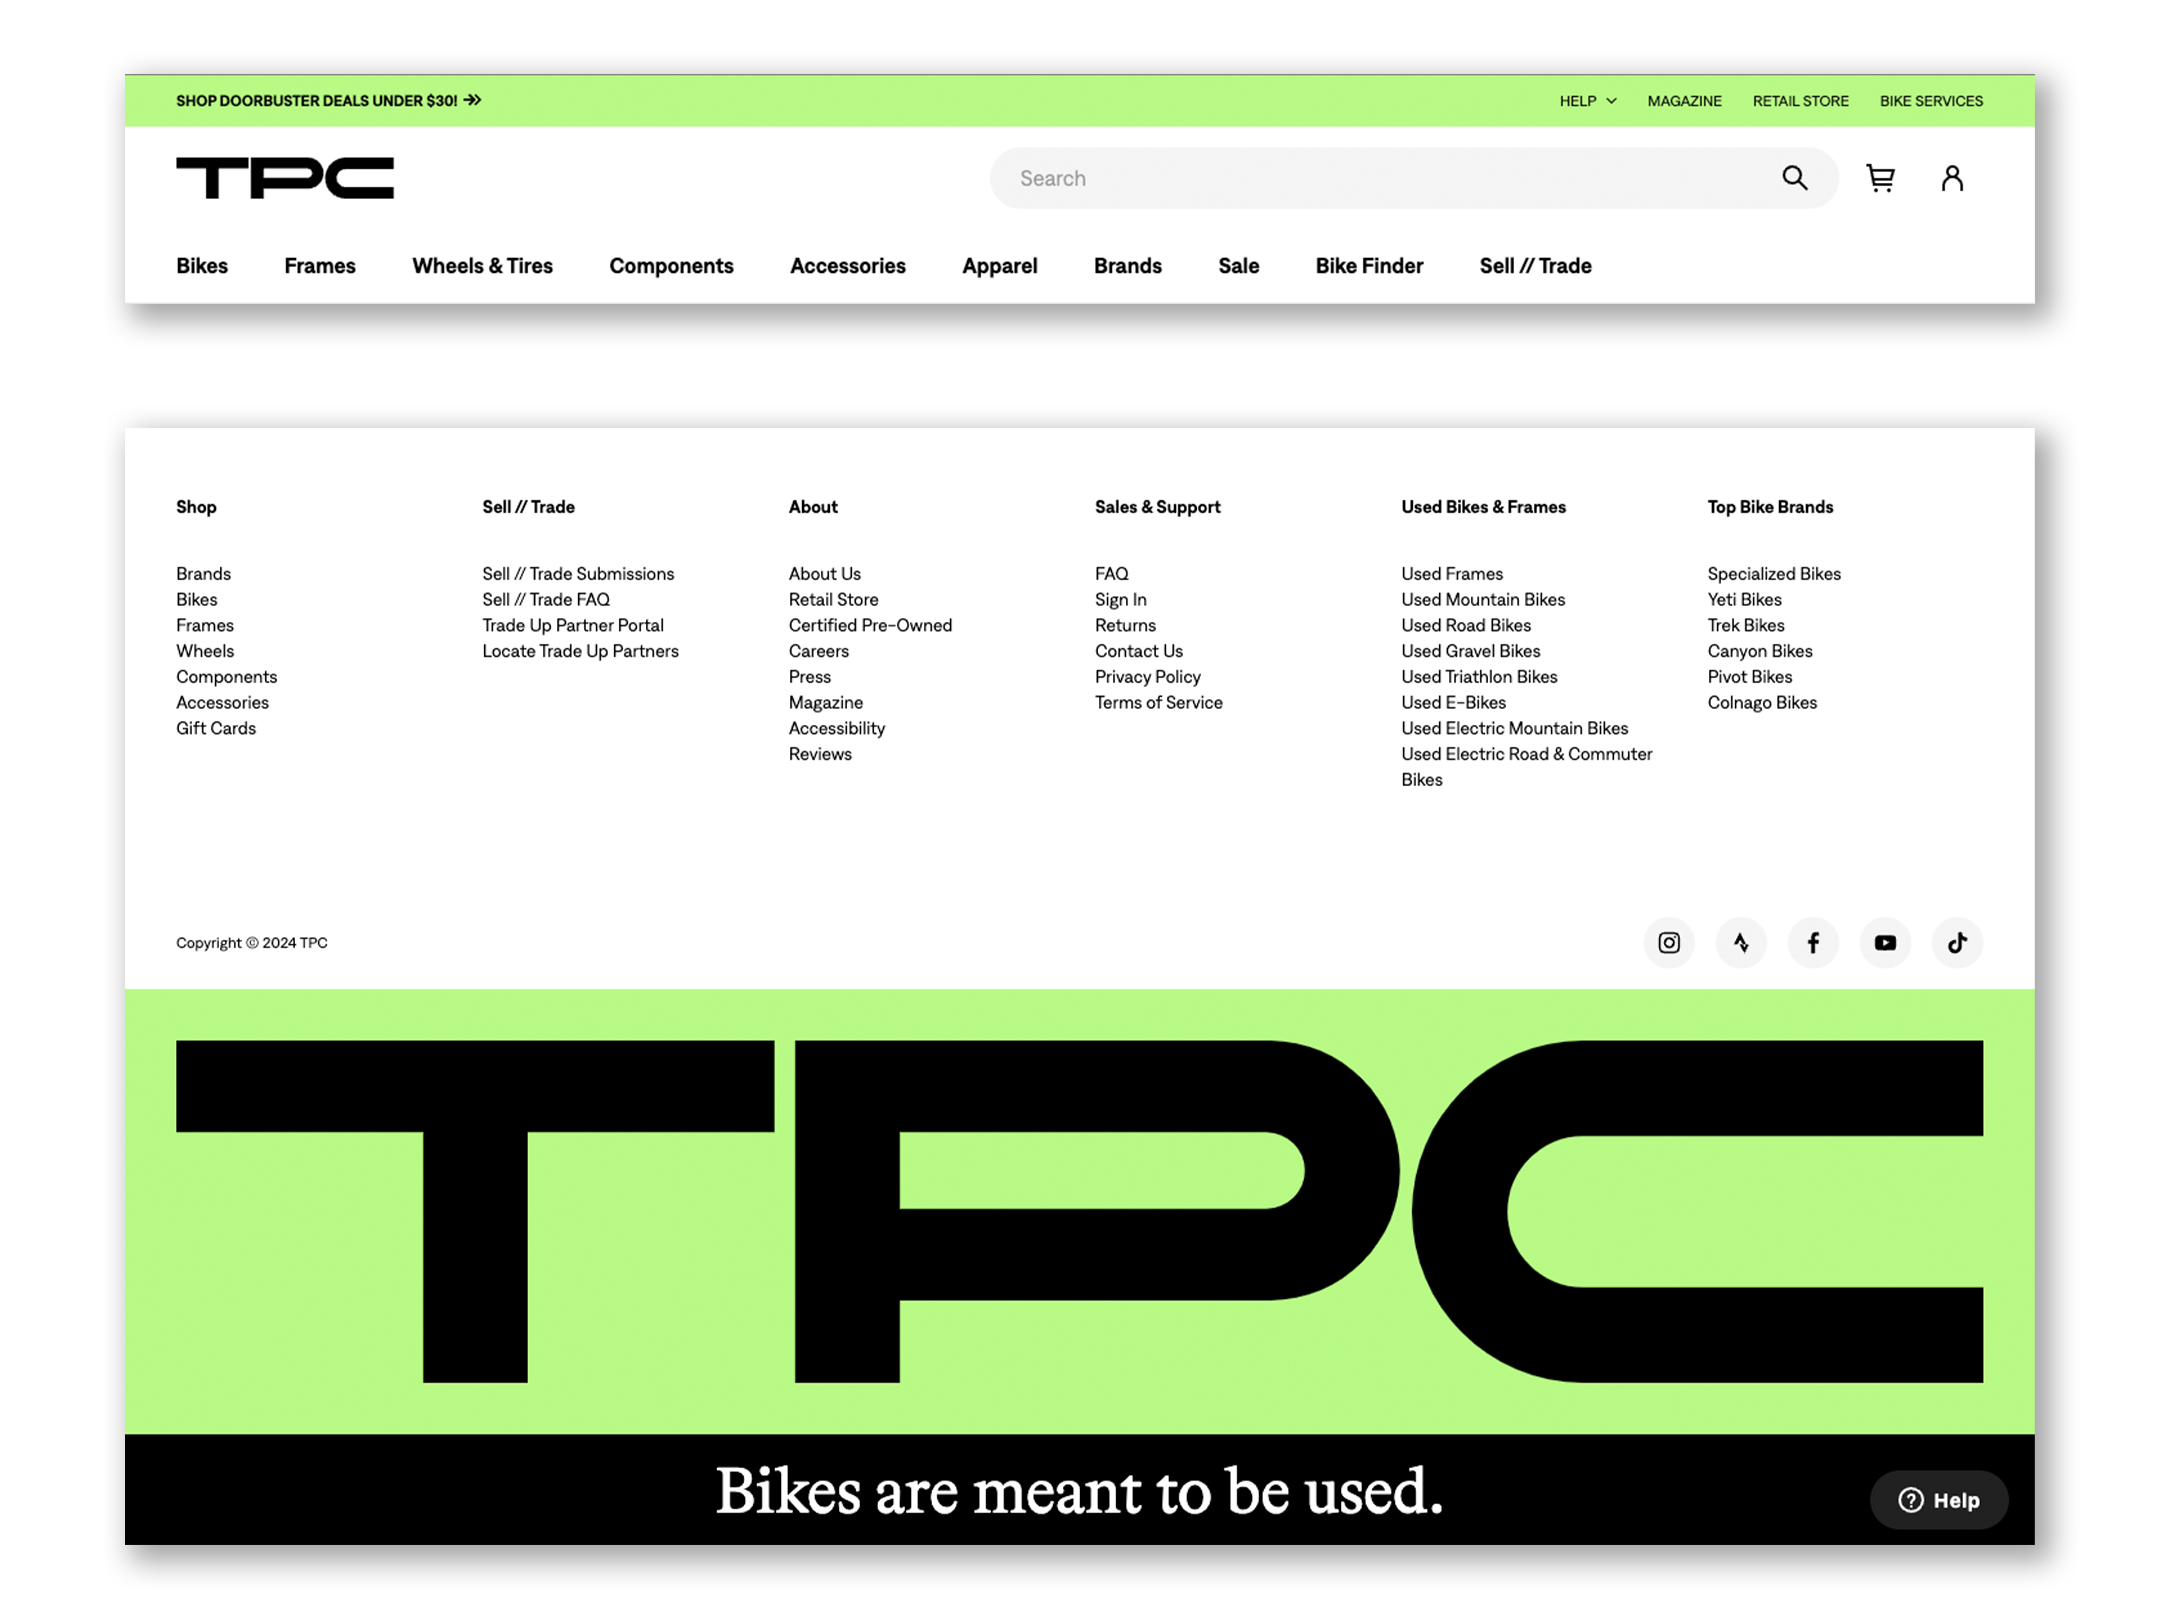 SHOP DOORBUSTER DEALS UNDER $30!
HELP
MAGAZINE
RETAIL STORE
BIKE SERVICES
TPC
Search
Bikes
Frames
Wheels & Tires
Components
Accessories
Apparel
Brands
Sale
Bike Finder
Sell // Trade
Shop
Brands
Bikes
Frames
Wheels
Components
Accessories
Gift Cards
Sell // Trade
Sell // Trade Submissions
Sell // Trade FAQ
Trade Up Partner Portal
Locate Trade Up Partners
About
About Us
Retail Store
Certified Pre-Owned
Careers
Press
Magazine
Accessibility
Reviews
Sales & Support
FAQ
Sign In
Returns
Contact Us
Privacy Policy
Terms of Service
Used Bikes & Frames
Used Frames
Used Mountain Bikes
Used Road Bikes
Used Gravel Bikes
Used Triathlon Bikes
Used E-Bikes
Used Electric Mountain Bikes
Used Electric Road & Commuter
Bikes
Top Bike Brands
Specialized Bikes
Yeti Bikes
Trek Bikes
Canyon Bikes
Pivot Bikes
Colnago Bikes
Copyright © 2024 TPC
TPC
Bikes are meant to be used.
Help